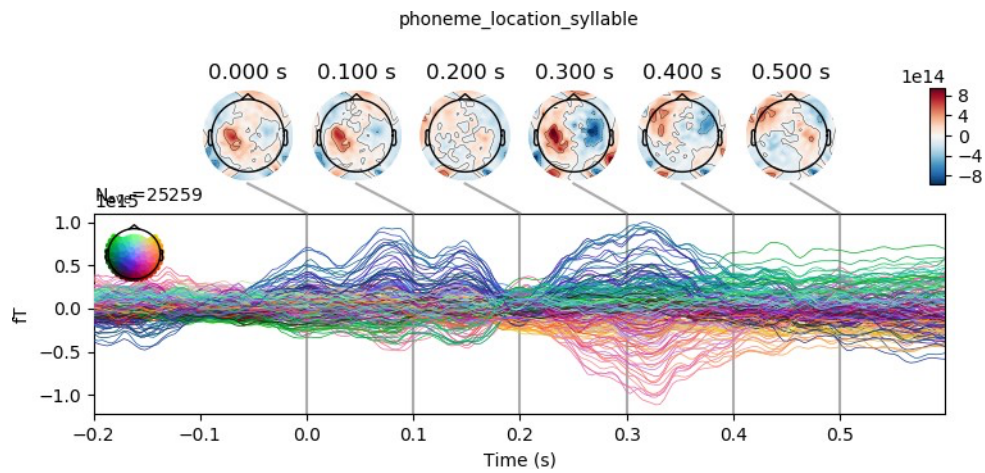 phoneme_location_syllable
0.000 s 0.100 s 0.200 s 0.300 s 0.400 s 0.500 s
1e14
8
4
0
−4
−8
=25259
1e15
1.0
0.5
0.0
−0.5
−1.0
fT
−0.2 −0.1 0.0 0.1 0.2 0.3 0.4 0.5
Time (s)